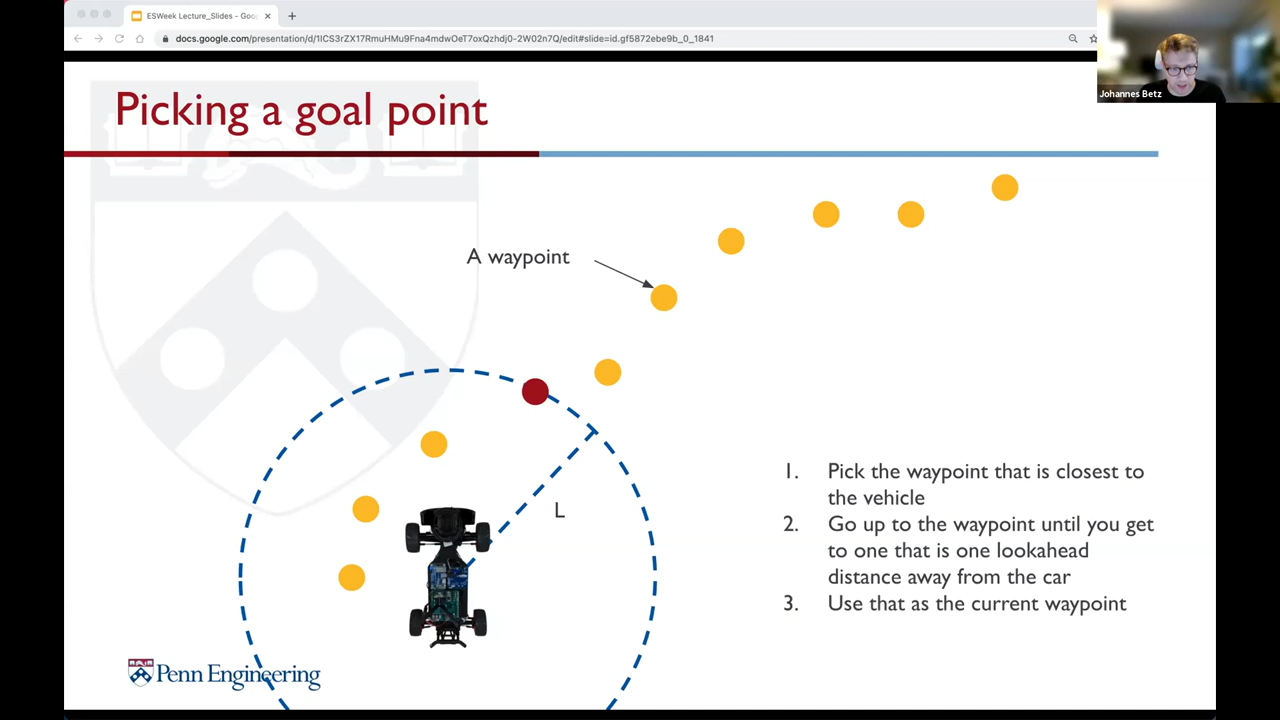 ESWeek Lecture_Slides - Goo
docs.google.com/presentation/d/1ICS3rZX17RmuHMu9Fna4mdwOeT7oxQzhdj0-2W02n7Q/edit#slide=id.gf5872ebe9b_0_1841
Johannes Betz
Picking a goal point
A waypoint
L
1. Pick the waypoint that is closest to
the vehicle
2. Go up to the waypoint until you get
to one that is one lookahead
distance away from the car
3. Use that as the current waypoint
Penn Engineering